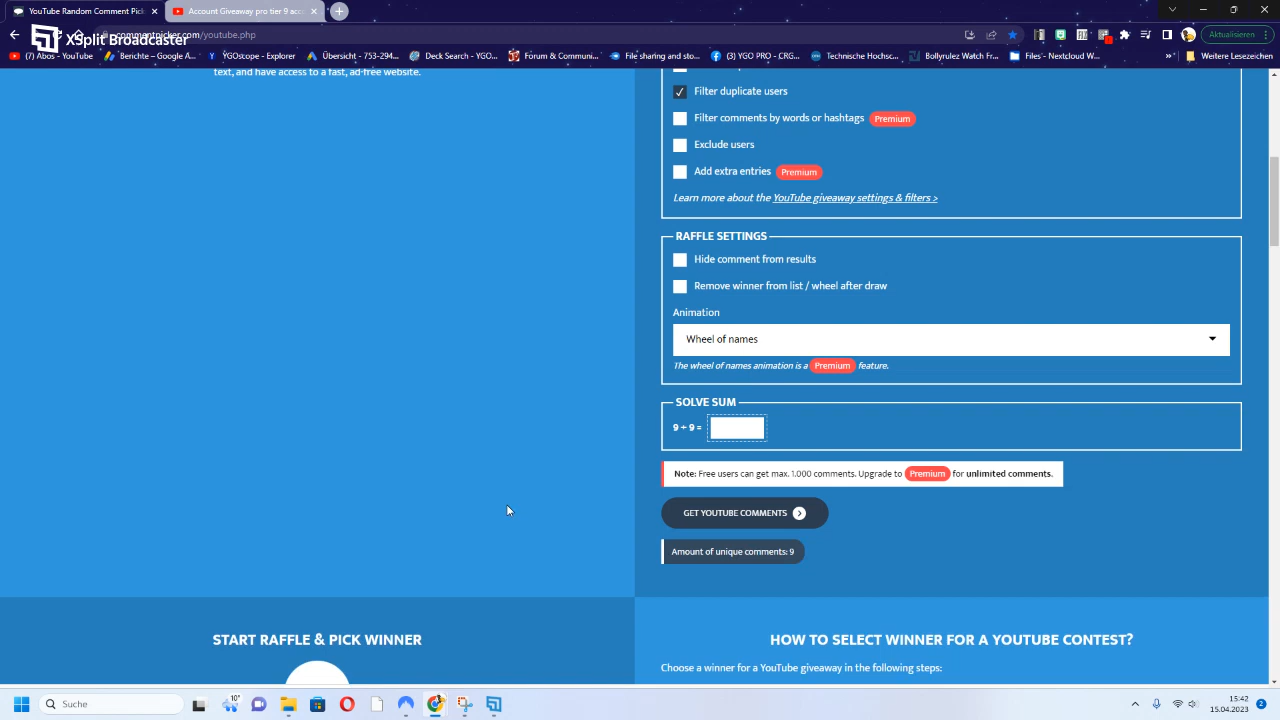 YouTube Random Comment Pick
Account Giveaway pro tier 9 acc
XSplit Broadcaster
commentpicker.com/youtube.php
Aktualisieren
(7) Abos - YouTube
Berichte – Google A...
YGOscope - Explorer
Übersicht - 753-294...
Deck Search - YGO...
Forum & Communi...
File sharing and sto...
(3) YGO PRO - CRG...
Technische Hochsc...
Bollyrulez Watch Fr...
Files - Nextcloud W...
»
Weitere Lesezeichen
text, and have access to a fast, ad-free website.
Filter duplicate users
Filter comments by words or hashtags Premium
Exclude users
Add extra entries Premium
Learn more about the YouTube giveaway settings & filters >
RAFFLE SETTINGS
Hide comment from results
Remove winner from list / wheel after draw
Animation
Wheel of names
The wheel of names animation is a Premium feature.
SOLVE SUM
Note: Free users can get max. 1.000 comments. Upgrade to Premium for unlimited comments.
GET YOUTUBE COMMENTS
Amount of unique comments: 9
START RAFFLE & PICK WINNER
HOW TO SELECT WINNER FOR A YOUTUBE CONTEST?
Choose a winner for a YouTube giveaway in the following steps:
Suche
10°
15:42
15.04.2023
2